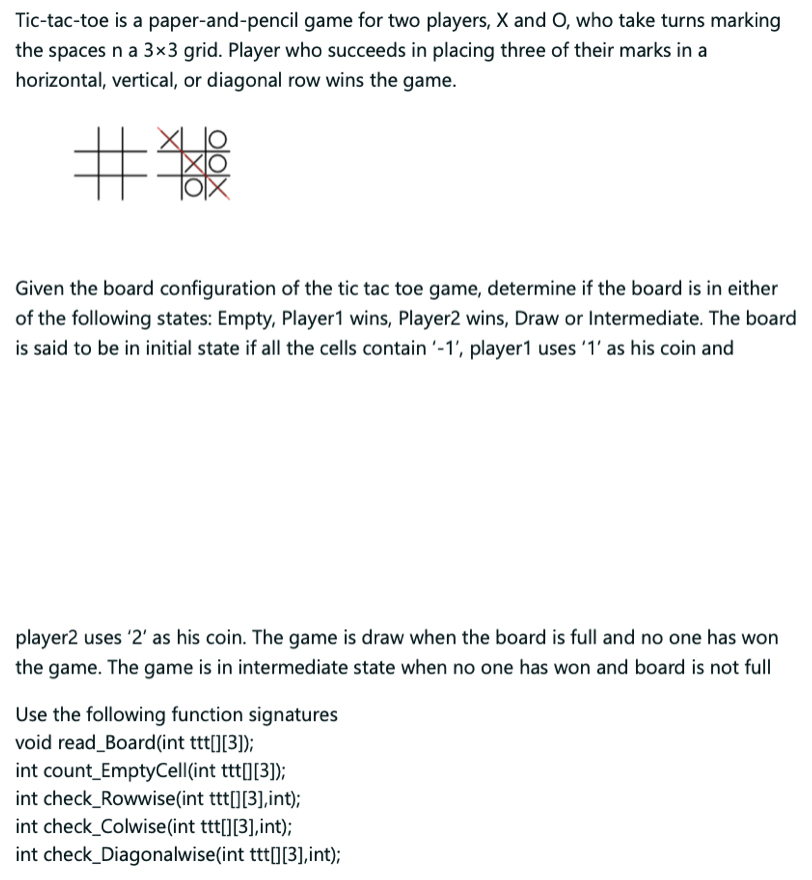 Tic-tac-toe is a paper-and-pencil game for two players, X and O, who take turns marking
the spaces n a 3×3 grid. Player who succeeds in placing three of their marks in a
horizontal, vertical, or diagonal row wins the game.
X O
X O
O X
Given the board configuration of the tic tac toe game, determine if the board is in either
of the following states: Empty, Player1 wins, Player2 wins, Draw or Intermediate. The board
is said to be in initial state if all the cells contain '-1', player1 uses '1' as his coin and
player2 uses '2' as his coin. The game is draw when the board is full and no one has won
the game. The game is in intermediate state when no one has won and board is not full
Use the following function signatures
void read_Board(int ttt[][3]);
int count_EmptyCell(int ttt[][3]);
int check_Rowwise(int ttt[][3],int);
int check_Colwise(int ttt[][3],int);
int check_Diagonalwise(int ttt[][3],int);